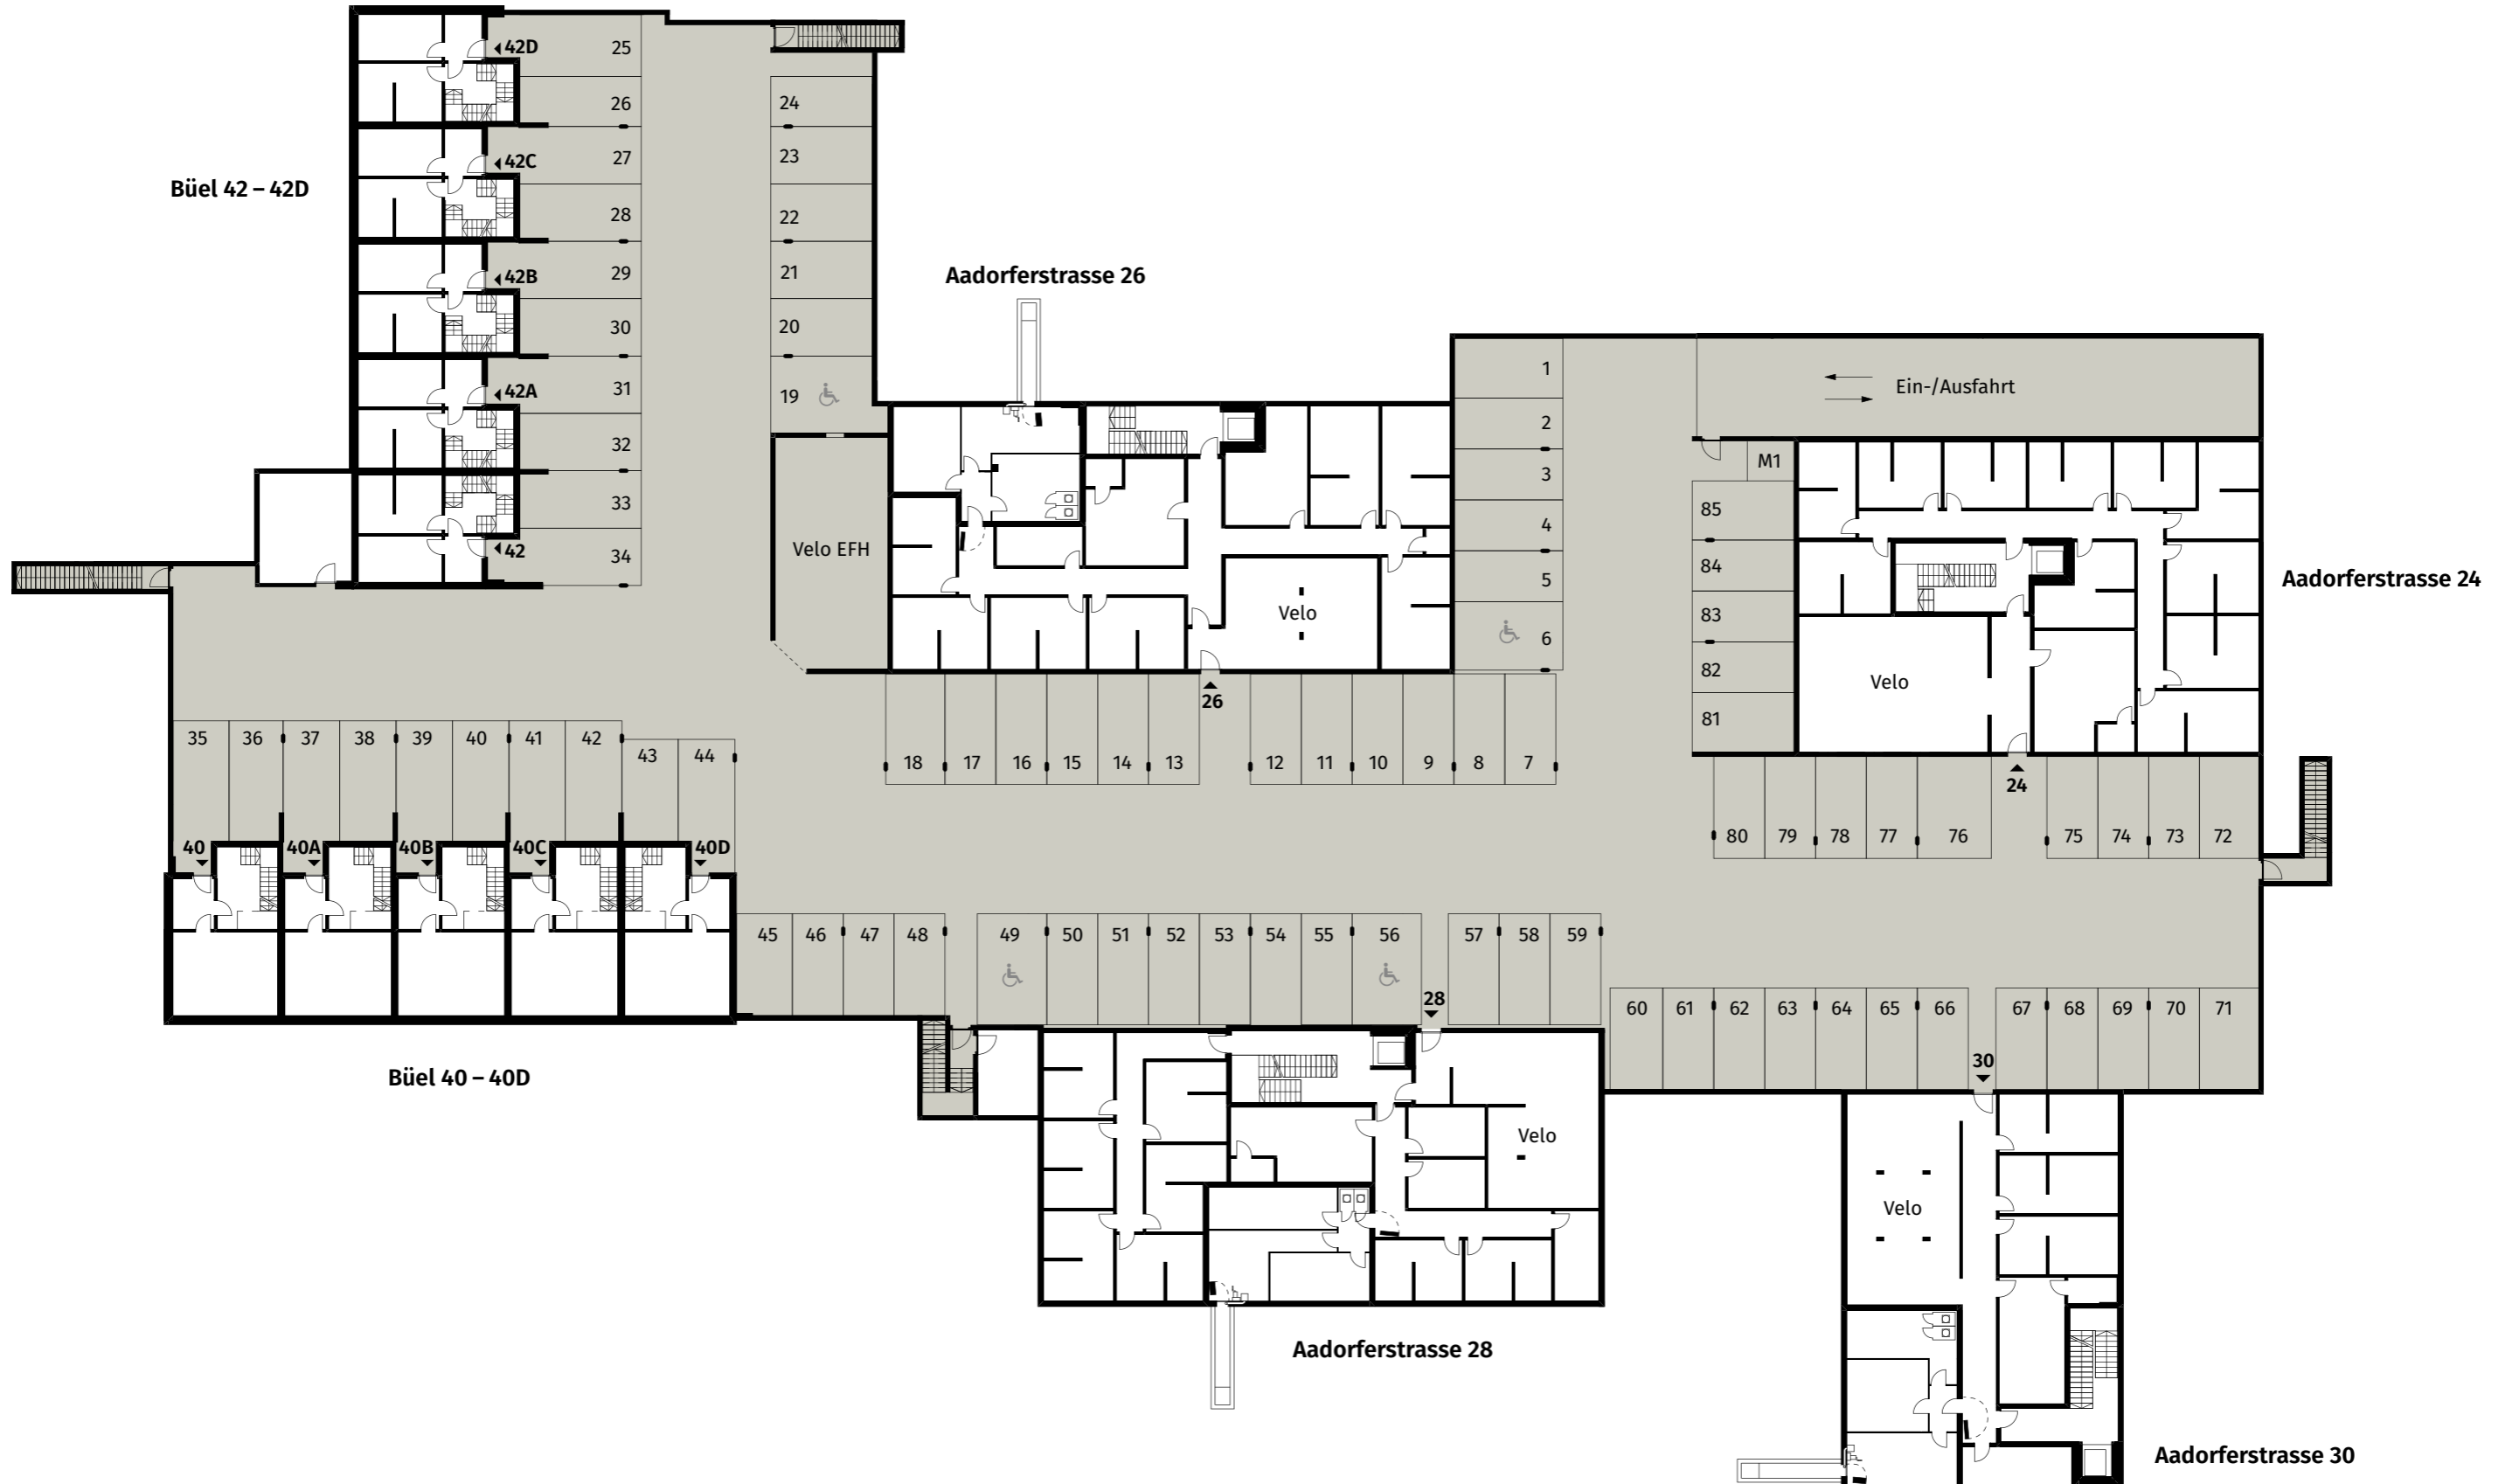 42D
25
26
24
42C
27
23
Büel 42 – 42D
28
22
42B
29
21
Aadorferstrasse 26
30
20
42A
31
19
32
33
42
34
Velo EFH
Velo
1
2
3
4
5
6
Ein-/Ausfahrt
M1
85
84
83
82
81
Velo
Aadorferstrasse 24
26
18 17 16 15 14 13 12 11 10 9 8 7
35 36 37 38 39 40 41 42 43 44
24
80 79 78 77 76 75 74 73 72
40 40A 40B 40C 40D
45 46 47 48 49 50 51 52 53 54 55 56 57 58 59
28
60 61 62 63 64 65 66 67 68 69 70 71
30
Büel 40 – 40D
Velo
Velo
Aadorferstrasse 28
Aadorferstrasse 30